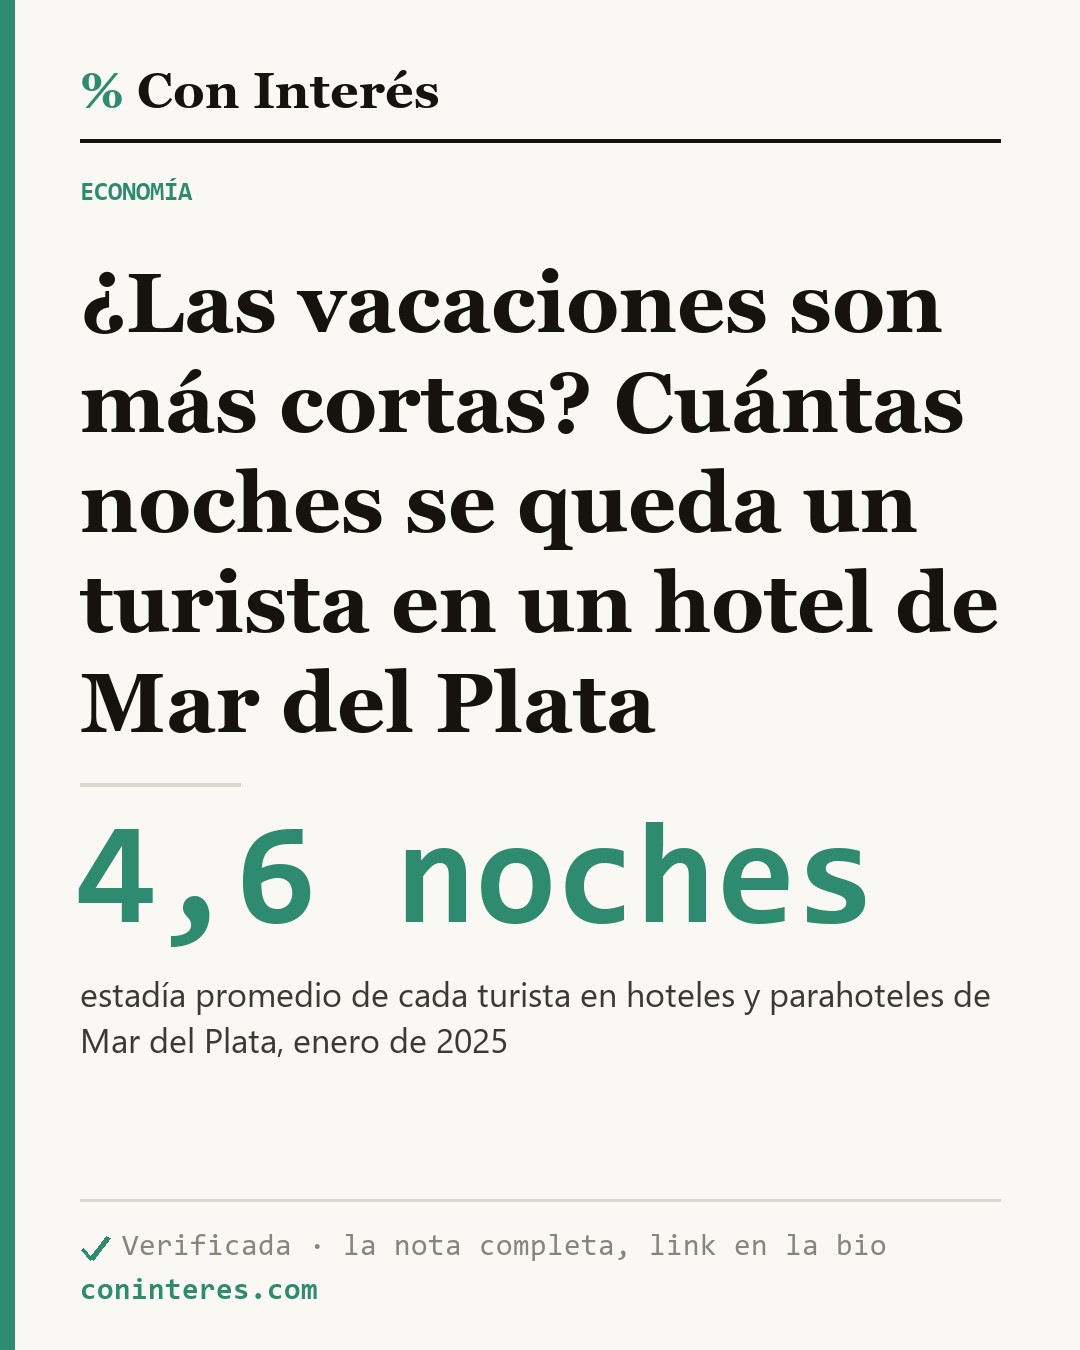 % Con Interés
ECONOMÍA
¿Las vacaciones son
más cortas? Cuántas
noches se queda un
turista en un hotel de
Mar del Plata
4,6 noches
estadía promedio de cada turista en hoteles y parahoteles de
Mar del Plata, enero de 2025
✓ Verificada · la nota completa, link en la bio
coninteres.com